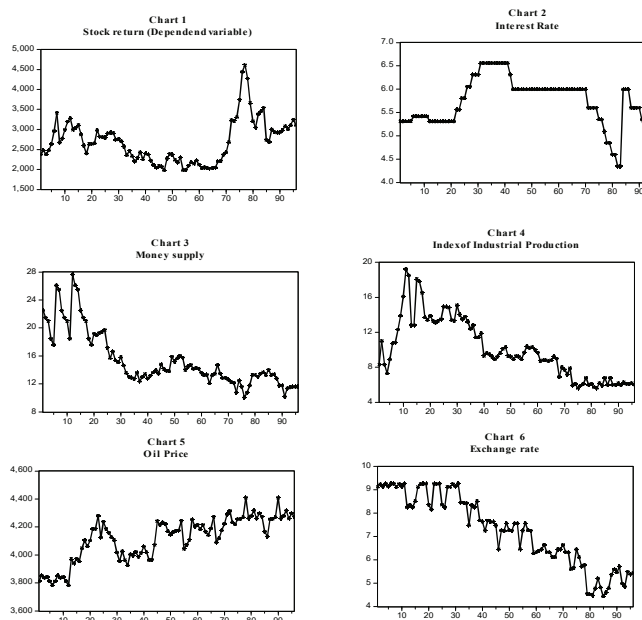 Chart 1
Stock return (Dependend variable)
5,000
4,500
4,000
3,500
3,000
2,500
2,000
1,500
10 20 30 40 50 60 70 80 90
Chart 2
Interest Rate
7.0
6.5
6.0
5.5
5.0
4.5
4.0
10 20 30 40 50 60 70 80 90
Chart 3
Money supply
28
24
20
16
12
8
10 20 30 40 50 60 70 80 90
Chart 4
Indexof Industrial Production
20
16
12
8
4
10 20 30 40 50 60 70 80 90
Chart 5
Oil Price
4,600
4,400
4,200
4,000
3,800
3,600
10 20 30 40 50 60 70 80 90
Chart 6
Exchange rate
10
9
8
7
6
5
4
10 20 30 40 50 60 70 80 90